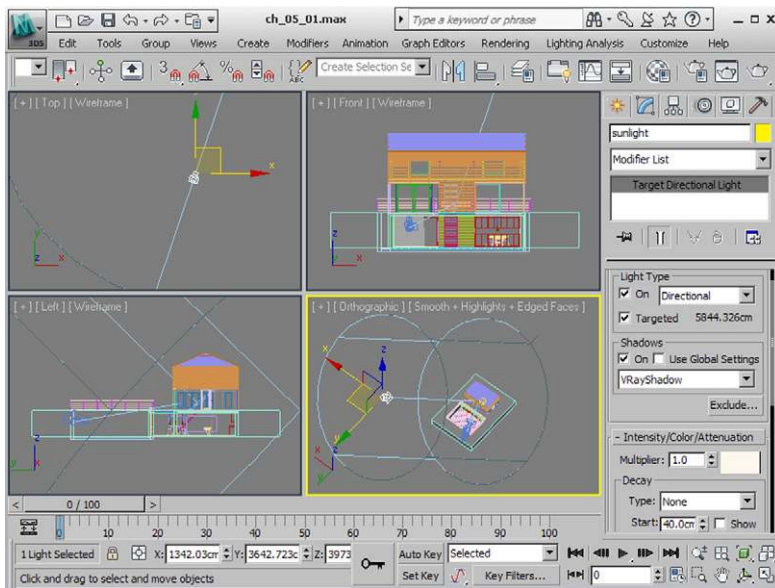 ch_05_01.max
Type a keyword or phrase
3DS
Edit Tools Group Views Create Modifiers Animation Graph Editors Rendering Lighting Analysis Customize Help
3 % ABC Create Selection Se
[ + ] [ Top ] [ Wireframe ]
x
y
z x
[ + ] [ Front ] [ Wireframe ]
z
y x
[ + ] [ Left ] [ Wireframe ]
z
y x
[ + ] [ Orthographic ] [ Smooth + Highlights + Edged Faces ]
x z
y
z
x
sunlight
Modifier List
Target Directional Light
Light Type
On Directional
Targeted 5844.326cm
Shadows
On Use Global Settings
VRayShadow
Exclude...
- Intensity/Color/Attenuation
Multiplier: 1.0
Decay
Type: None
Start: 40.0cm Show
< 0 / 100 >
0 10 20 30 40 50 60 70 80 90 100
1 Light Selected X: 1342.03cm Y: 3642.723c Z: 3973
Auto Key Selected
Click and drag to select and move objects
Set Key Key Filters... 0